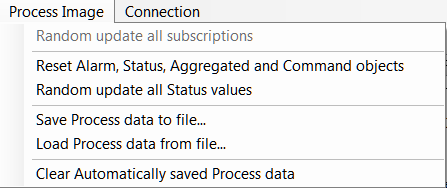 Process Image Connection
Random update all subscriptions
Reset Alarm, Status, Aggregated and Command objects
Random update all Status values
Save Process data to file...
Load Process data from file...
Clear Automatically saved Process data